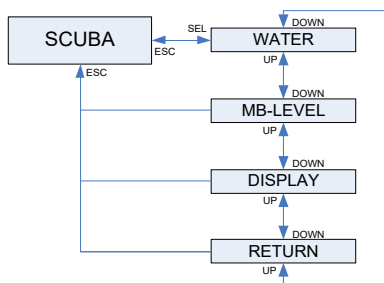 DOWN
SCUBA SEL WATER
ESC UP
ESC
DOWN
MB-LEVEL
UP
DOWN
DISPLAY
UP
DOWN
RETURN
UP